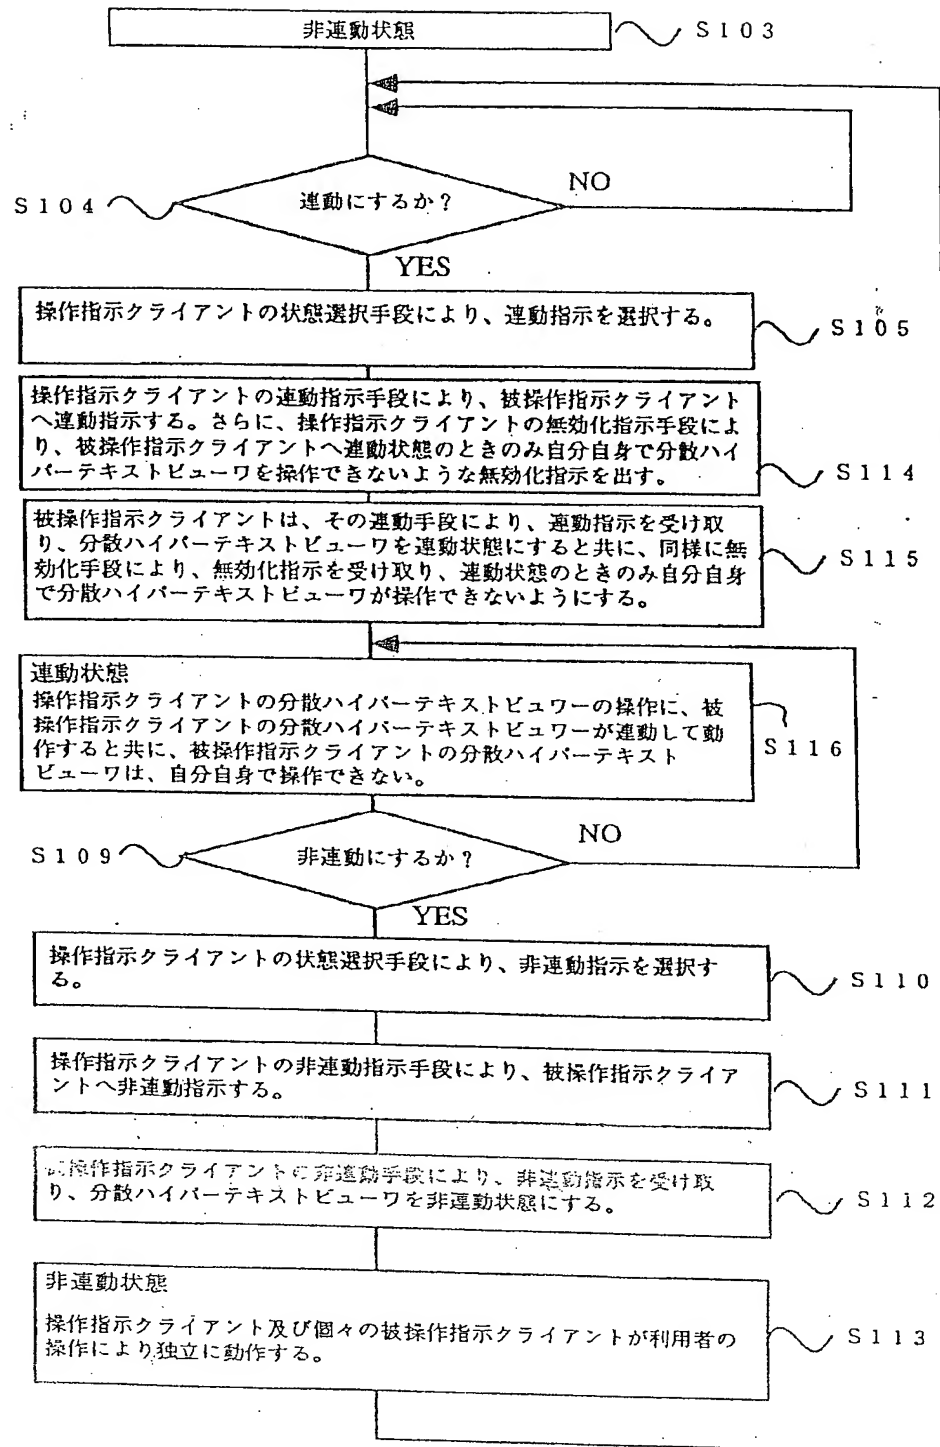 非連動状態
S103
連動にするか?
NO
S104
YES
操作指示クライアントの状態選択手段により、連動指示を選択する。
S105
操作指示クライアントの連動指示手段により、被操作指示クライアント
へ連動指示する。さらに、操作指示クライアントの無効化指示手段によ
り、被操作指示クライアントへ連動状態のときのみ自分自身で分散ハイ
パーテキストビューワを操作できないような無効化指示を出す。
S114
被操作指示クライアントは、その連動手段により、連動指示を受け取
り、分散ハイパーテキストビューワを連動状態にすると共に、同様に無
効化手段により、無効化指示を受け取り、連動状態のときのみ自分自身
で分散ハイパーテキストビューワが操作できないようにする。
S115
連動状態
操作指示クライアントの分散ハイパーテキストビュワーの操作に、被
操作指示クライアントの分散ハイパーテキストビュワーが連動して動
作すると共に、被操作指示クライアントの分散ハイパーテキスト
ビューワは、自分自身で操作できない。
S116
非連動にするか?
NO
S109
YES
操作指示クライアントの状態選択手段により、非連動指示を選択す
る。
S110
操作指示クライアントの非連動指示手段により、被操作指示クライア
ントへ非連動指示する。
S111
操作指示クライアントの非連動手段により、非連動指示を受け取
り、分散ハイパーテキストビューワを非連動状態にする。
S112
非連動状態
操作指示クライアント及び個々の被操作指示クライアントが利用者の
操作により独立に動作する。
S113